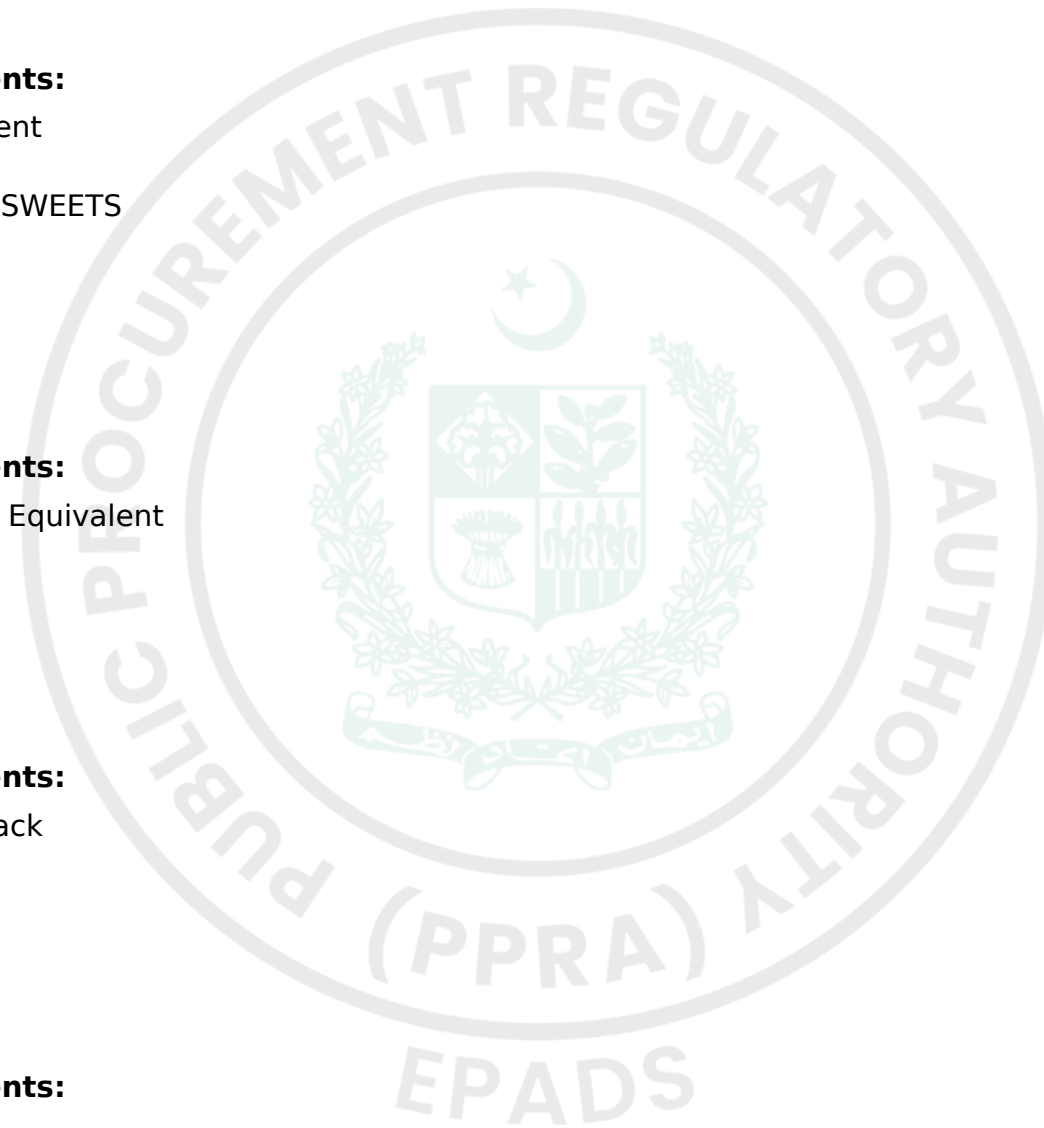 nts:
ent
SWEETS
nts:
Equivalent
nts:
ack
nts:
PUBLIC PROCUREMENT REGULATORY AUTHORITY
(PPRA)
EPADS